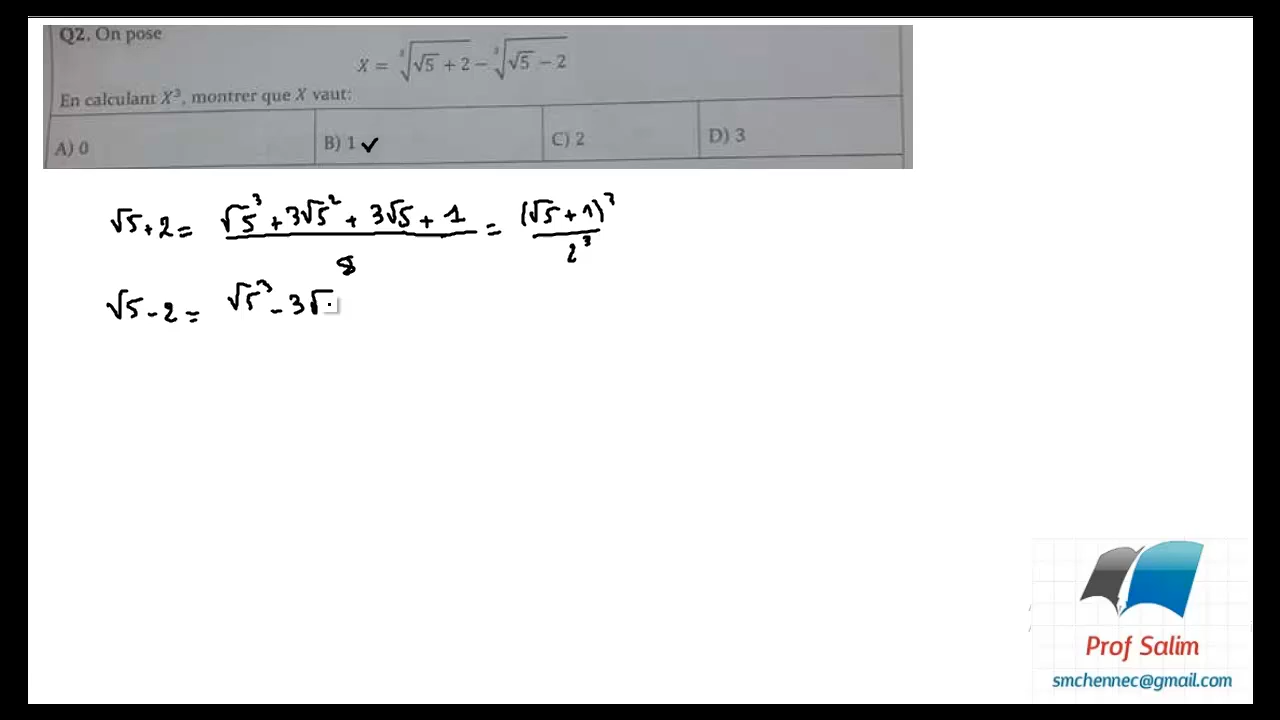 Q2. On pose
X = ∛(√5 + 2) − ∛(√5 − 2)
En calculant X³, montrer que X vaut:
A) 0
B) 1 ✓
C) 2
D) 3
√5 + 2 = (√5³ + 3√5² + 3√5 + 1) / 8 = (√5 + 1)³ / 2³
√5 − 2 = √5³ − 3√
Prof Salim
smchennec@gmail.com